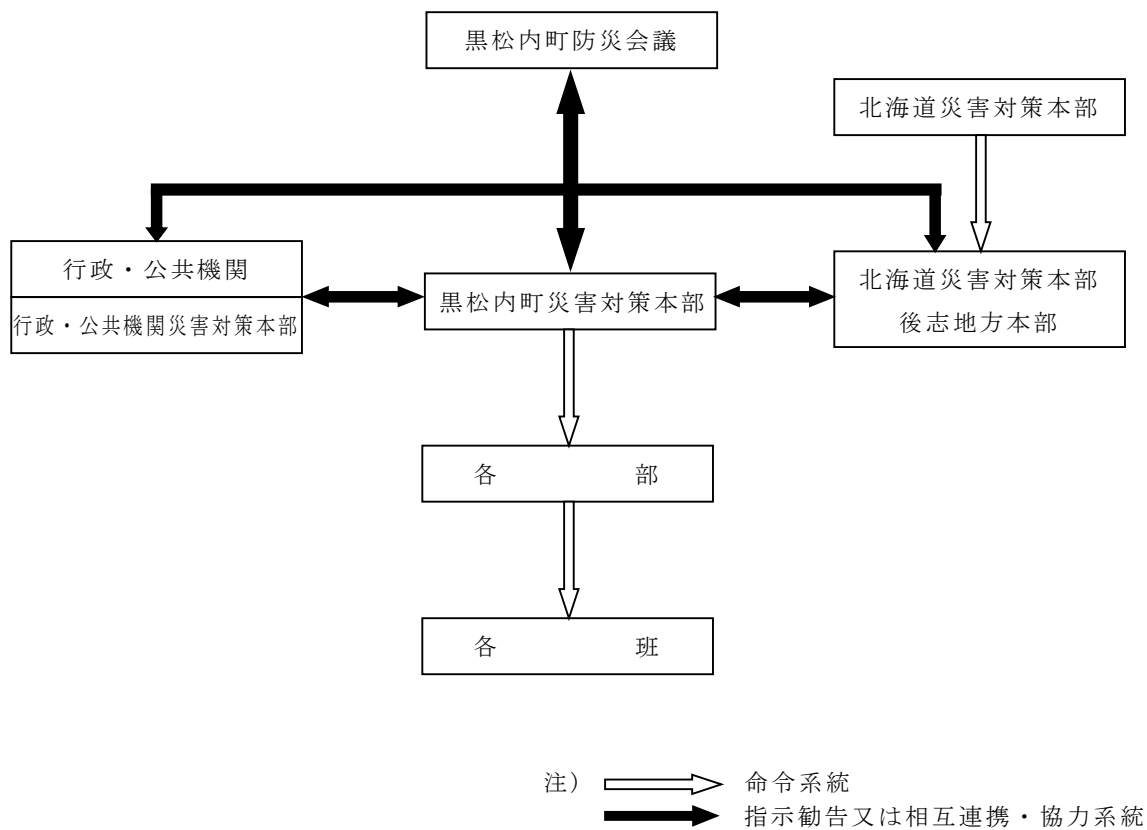 黒松内町防災会議
北海道災害対策本部
行政・公共機関
行政・公共機関災害対策本部
黒松内町災害対策本部
北海道災害対策本部
後志地方本部
各　　　　部
各　　　　班
注） 命令系統
指示勧告又は相互連携・協力系統